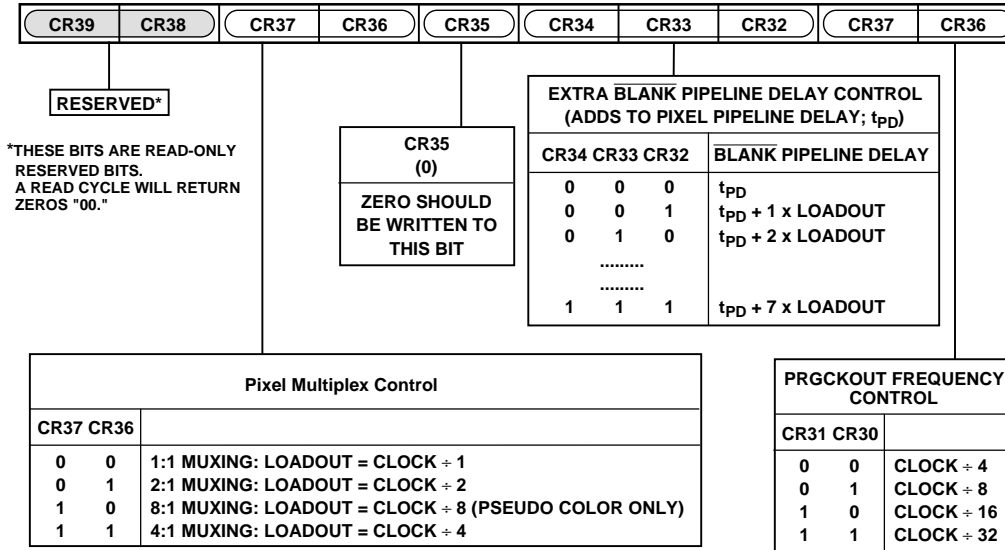 CR39 CR38 CR37 CR36 CR35 CR34 CR33 CR32 CR37 CR36
RESERVED*
*THESE BITS ARE READ-ONLY
RESERVED BITS.
A READ CYCLE WILL RETURN
ZEROS "00."
CR35
(0)
ZERO SHOULD
BE WRITTEN TO
THIS BIT
EXTRA BLANK PIPELINE DELAY CONTROL
(ADDS TO PIXEL PIPELINE DELAY; tPD)
CR34 CR33 CR32 BLANK PIPELINE DELAY
0 0 0 tPD
0 0 1 tPD + 1 x LOADOUT
0 1 0 tPD + 2 x LOADOUT
.........
.........
1 1 1 tPD + 7 x LOADOUT
Pixel Multiplex Control
CR37 CR36
0 0 1:1 MUXING: LOADOUT = CLOCK ÷ 1
0 1 2:1 MUXING: LOADOUT = CLOCK ÷ 2
1 0 8:1 MUXING: LOADOUT = CLOCK ÷ 8 (PSEUDO COLOR ONLY)
1 1 4:1 MUXING: LOADOUT = CLOCK ÷ 4
PRGCKOUT FREQUENCY
CONTROL
CR31 CR30
0 0 CLOCK ÷ 4
0 1 CLOCK ÷ 8
1 0 CLOCK ÷ 16
1 1 CLOCK ÷ 32